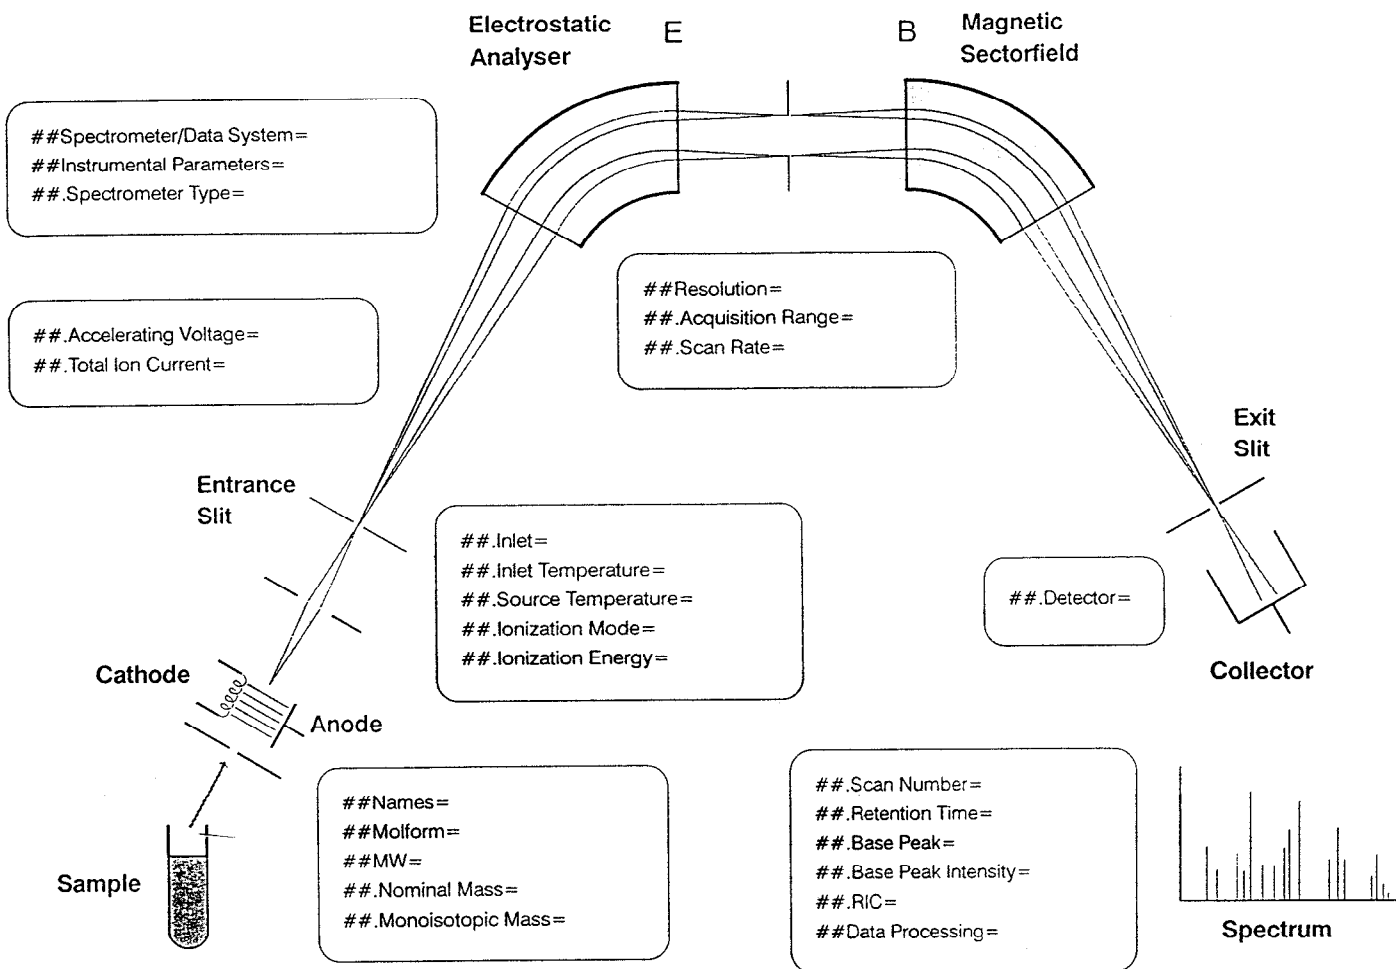 Electrostatic
Analyser
E
B
Magnetic
Sectorfield
##Spectrometer/Data System=
##Instrumental Parameters=
##.Spectrometer Type=
##Resolution=
##.Acquisition Range=
##.Scan Rate=
##.Accelerating Voltage=
##.Total Ion Current=
Exit
Slit
Entrance
Slit
##.Inlet=
##.Inlet Temperature=
##.Source Temperature=
##.Ionization Mode=
##.Ionization Energy=
##.Detector=
Cathode
Collector
Anode
##Names=
##Molform=
##MW=
##.Nominal Mass=
##.Monoisotopic Mass=
##.Scan Number=
##.Retention Time=
##.Base Peak=
##.Base Peak Intensity=
##.RIC=
##Data Processing=
Sample
Spectrum